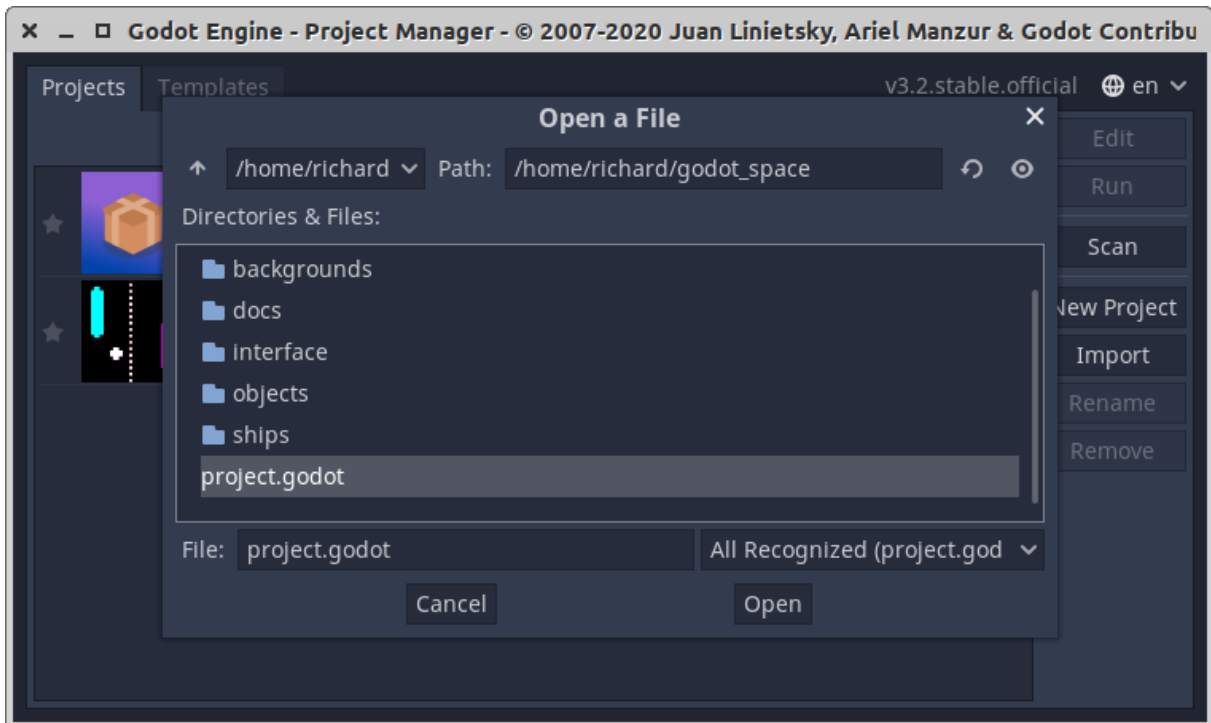 Godot Engine - Project Manager - © 2007-2020 Juan Linietsky, Ariel Manzur & Godot Contribu
Projects Templates v3.2.stable.official en
Open a File
Edit
/home/richard Path: /home/richard/godot_space
Run
Directories & Files:
Scan
backgrounds
docs
New Project
interface
Import
objects
Rename
ships
Remove
project.godot
File: project.godot All Recognized (project.god
Cancel Open